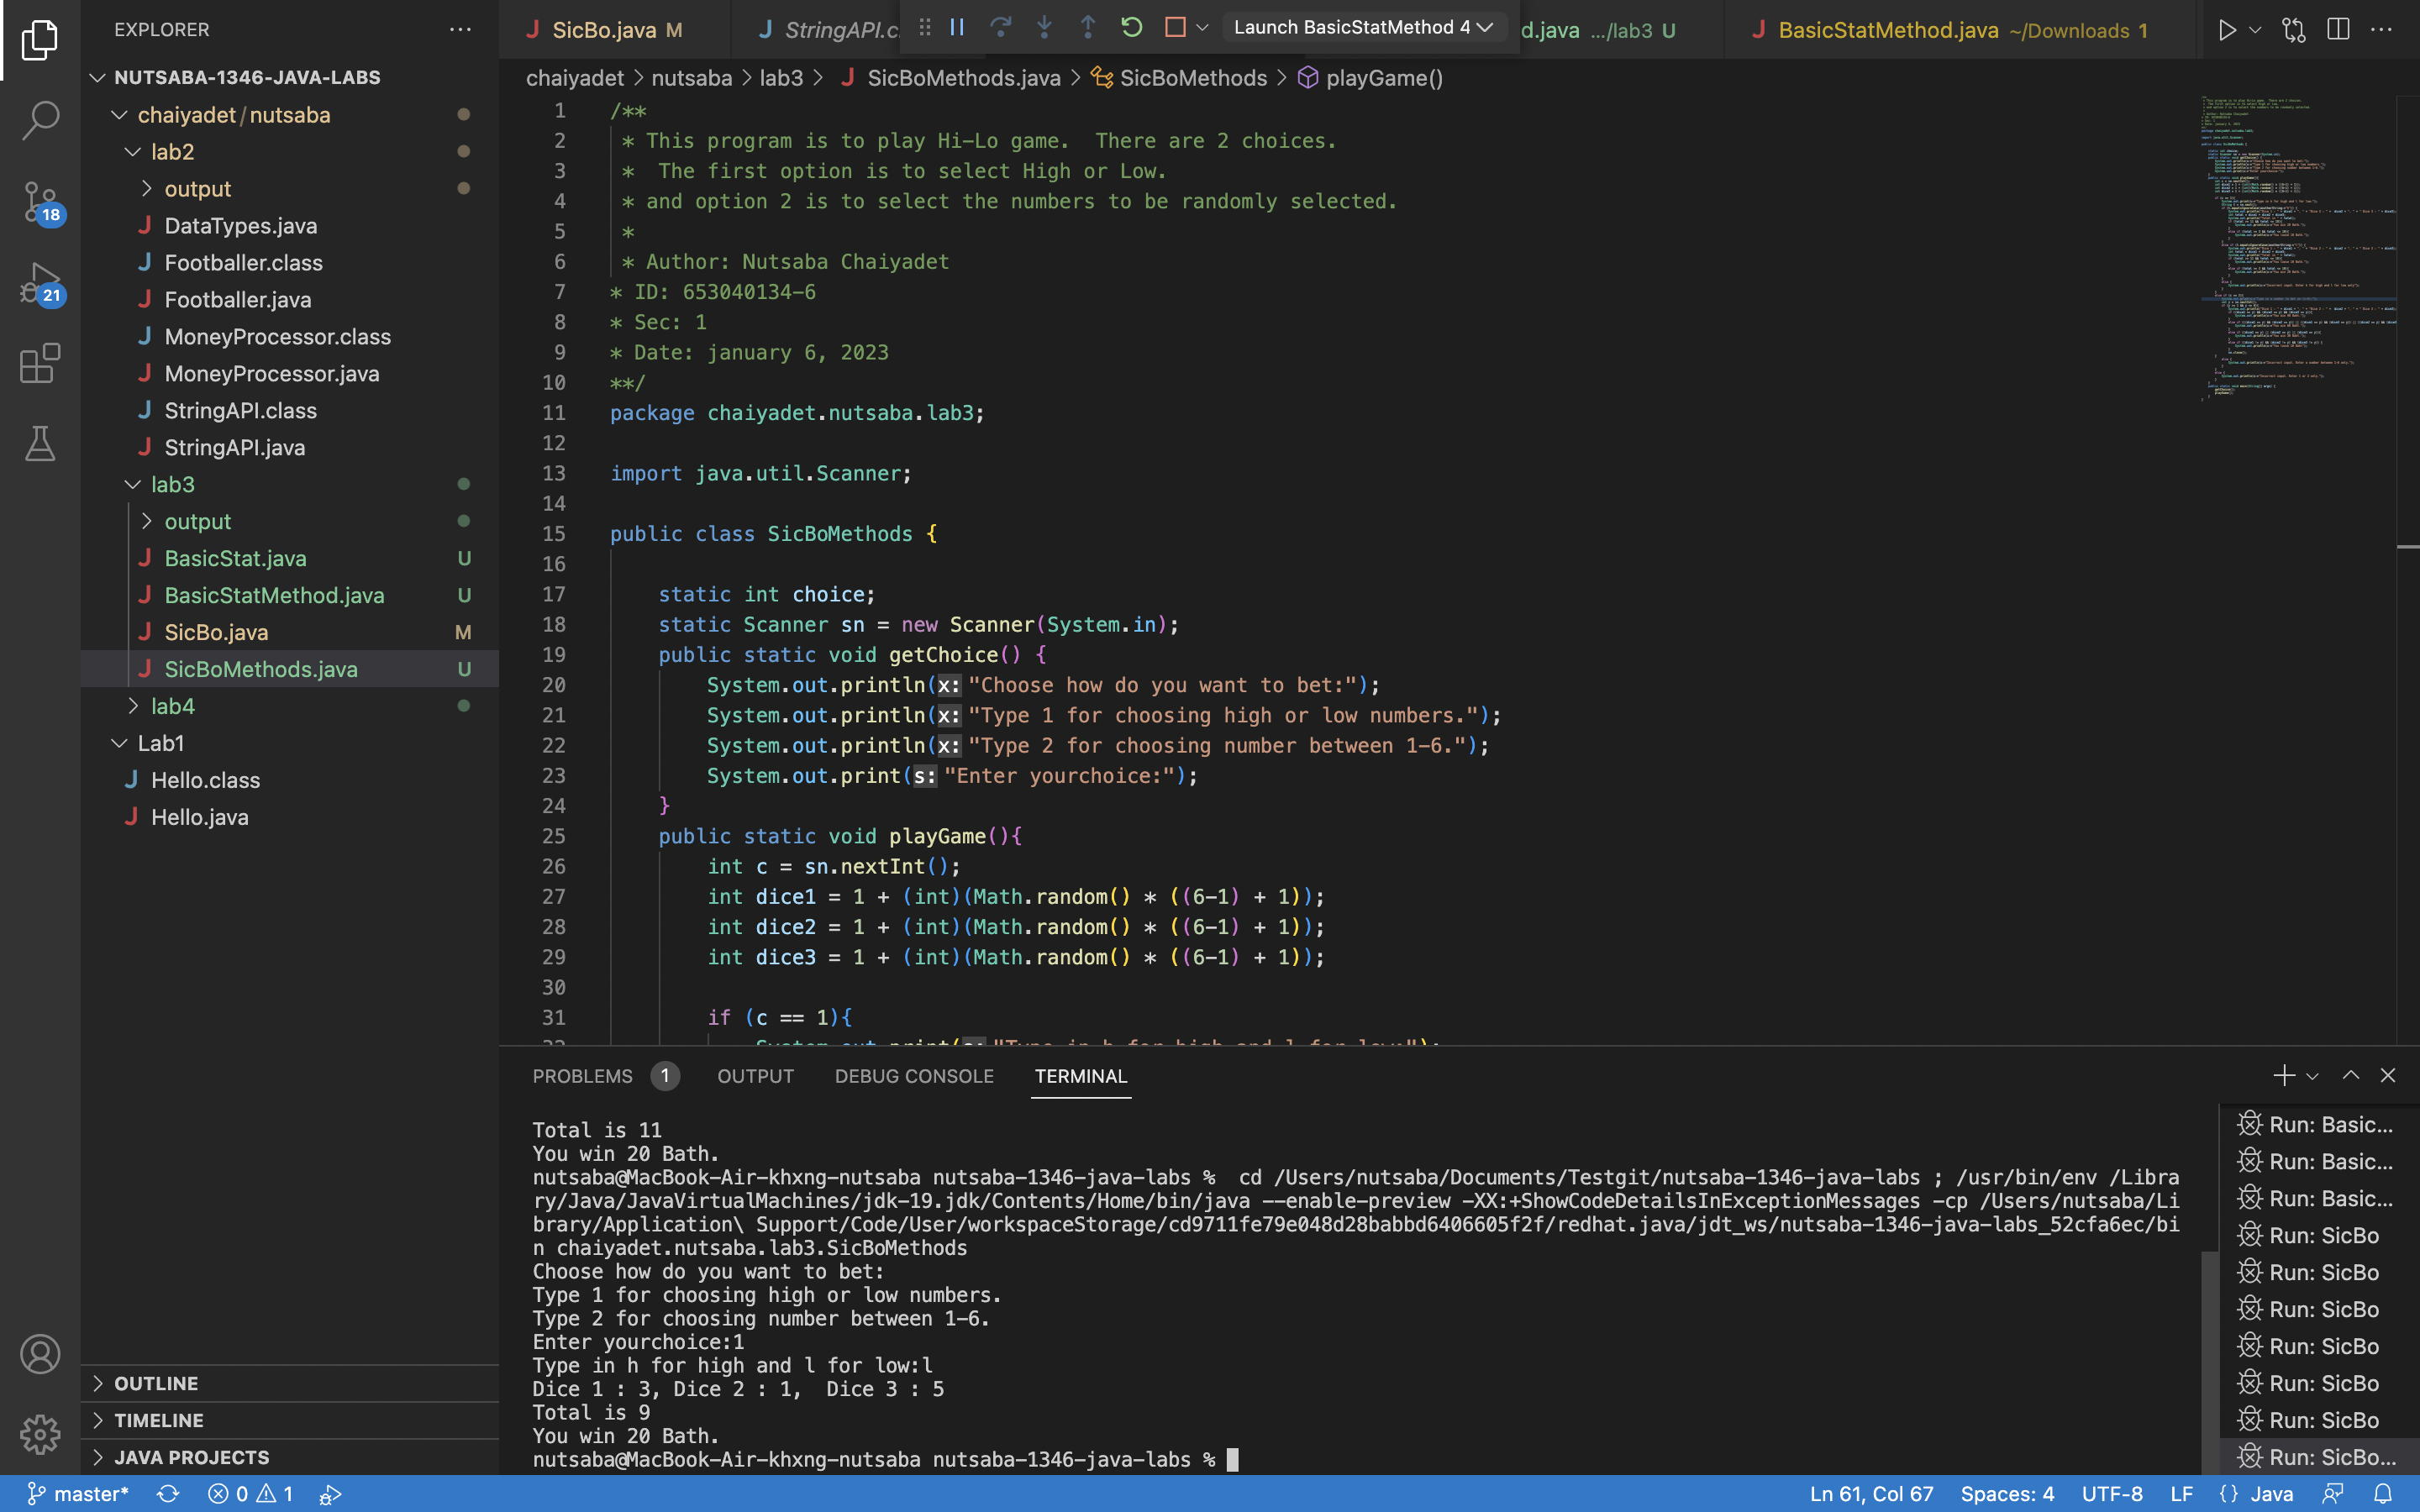 EXPLORER
NUTSABA-1346-JAVA-LABS
chaiyadet/nutsaba
lab2
output
DataTypes.java
Footballer.class
Footballer.java
MoneyProcessor.class
MoneyProcessor.java
StringAPI.class
StringAPI.java
lab3
output
BasicStat.java U
BasicStatMethod.java U
SicBo.java M
SicBoMethods.java U
lab4
Lab1
Hello.class
Hello.java
OUTLINE
TIMELINE
JAVA PROJECTS
18
21
SicBo.java M
StringAPI.c
Launch BasicStatMethod 4
d.java .../lab3 U
BasicStatMethod.java ~/Downloads 1
chaiyadet > nutsaba > lab3 > SicBoMethods.java > SicBoMethods > playGame()
1 /**
2 * This program is to play Hi-Lo game.  There are 2 choices.
3 *  The first option is to select High or Low.
4 * and option 2 is to select the numbers to be randomly selected.
5 *
6 * Author: Nutsaba Chaiyadet
7 * ID: 653040134-6
8 * Sec: 1
9 * Date: january 6, 2023
10 **/
11 package chaiyadet.nutsaba.lab3;
12
13 import java.util.Scanner;
14
15 public class SicBoMethods {
16
17 static int choice;
18 static Scanner sn = new Scanner(System.in);
19 public static void getChoice() {
20 System.out.println(x: "Choose how do you want to bet:");
21 System.out.println(x: "Type 1 for choosing high or low numbers.");
22 System.out.println(x: "Type 2 for choosing number between 1-6.");
23 System.out.print(s: "Enter yourchoice:");
24 }
25 public static void playGame(){
26 int c = sn.nextInt();
27 int dice1 = 1 + (int)(Math.random() * ((6-1) + 1));
28 int dice2 = 1 + (int)(Math.random() * ((6-1) + 1));
29 int dice3 = 1 + (int)(Math.random() * ((6-1) + 1));
30
31 if (c == 1){
32 System.out.print(s: "Type in h for high and l for low:");
PROBLEMS 1 OUTPUT DEBUG CONSOLE TERMINAL
Total is 11
You win 20 Bath.
nutsaba@MacBook-Air-khxng-nutsaba nutsaba-1346-java-labs %  cd /Users/nutsaba/Documents/Testgit/nutsaba-1346-java-labs ; /usr/bin/env /Libra
ry/Java/JavaVirtualMachines/jdk-19.jdk/Contents/Home/bin/java --enable-preview -XX:+ShowCodeDetailsInExceptionMessages -cp /Users/nutsaba/Li
brary/Application\ Support/Code/User/workspaceStorage/cd9711fe79e048d28babbd6406605f2f/redhat.java/jdt_ws/nutsaba-1346-java-labs_52cfa6ec/bi
n chaiyadet.nutsaba.lab3.SicBoMethods
Choose how do you want to bet:
Type 1 for choosing high or low numbers.
Type 2 for choosing number between 1-6.
Enter yourchoice:1
Type in h for high and l for low:l
Dice 1 : 3, Dice 2 : 1,  Dice 3 : 5
Total is 9
You win 20 Bath.
nutsaba@MacBook-Air-khxng-nutsaba nutsaba-1346-java-labs %
Run: Basic...
Run: Basic...
Run: Basic...
Run: SicBo
Run: SicBo
Run: SicBo
Run: SicBo
Run: SicBo
Run: SicBo
Run: SicBo...
master* 0 1
Ln 61, Col 67 Spaces: 4 UTF-8 LF {} Java